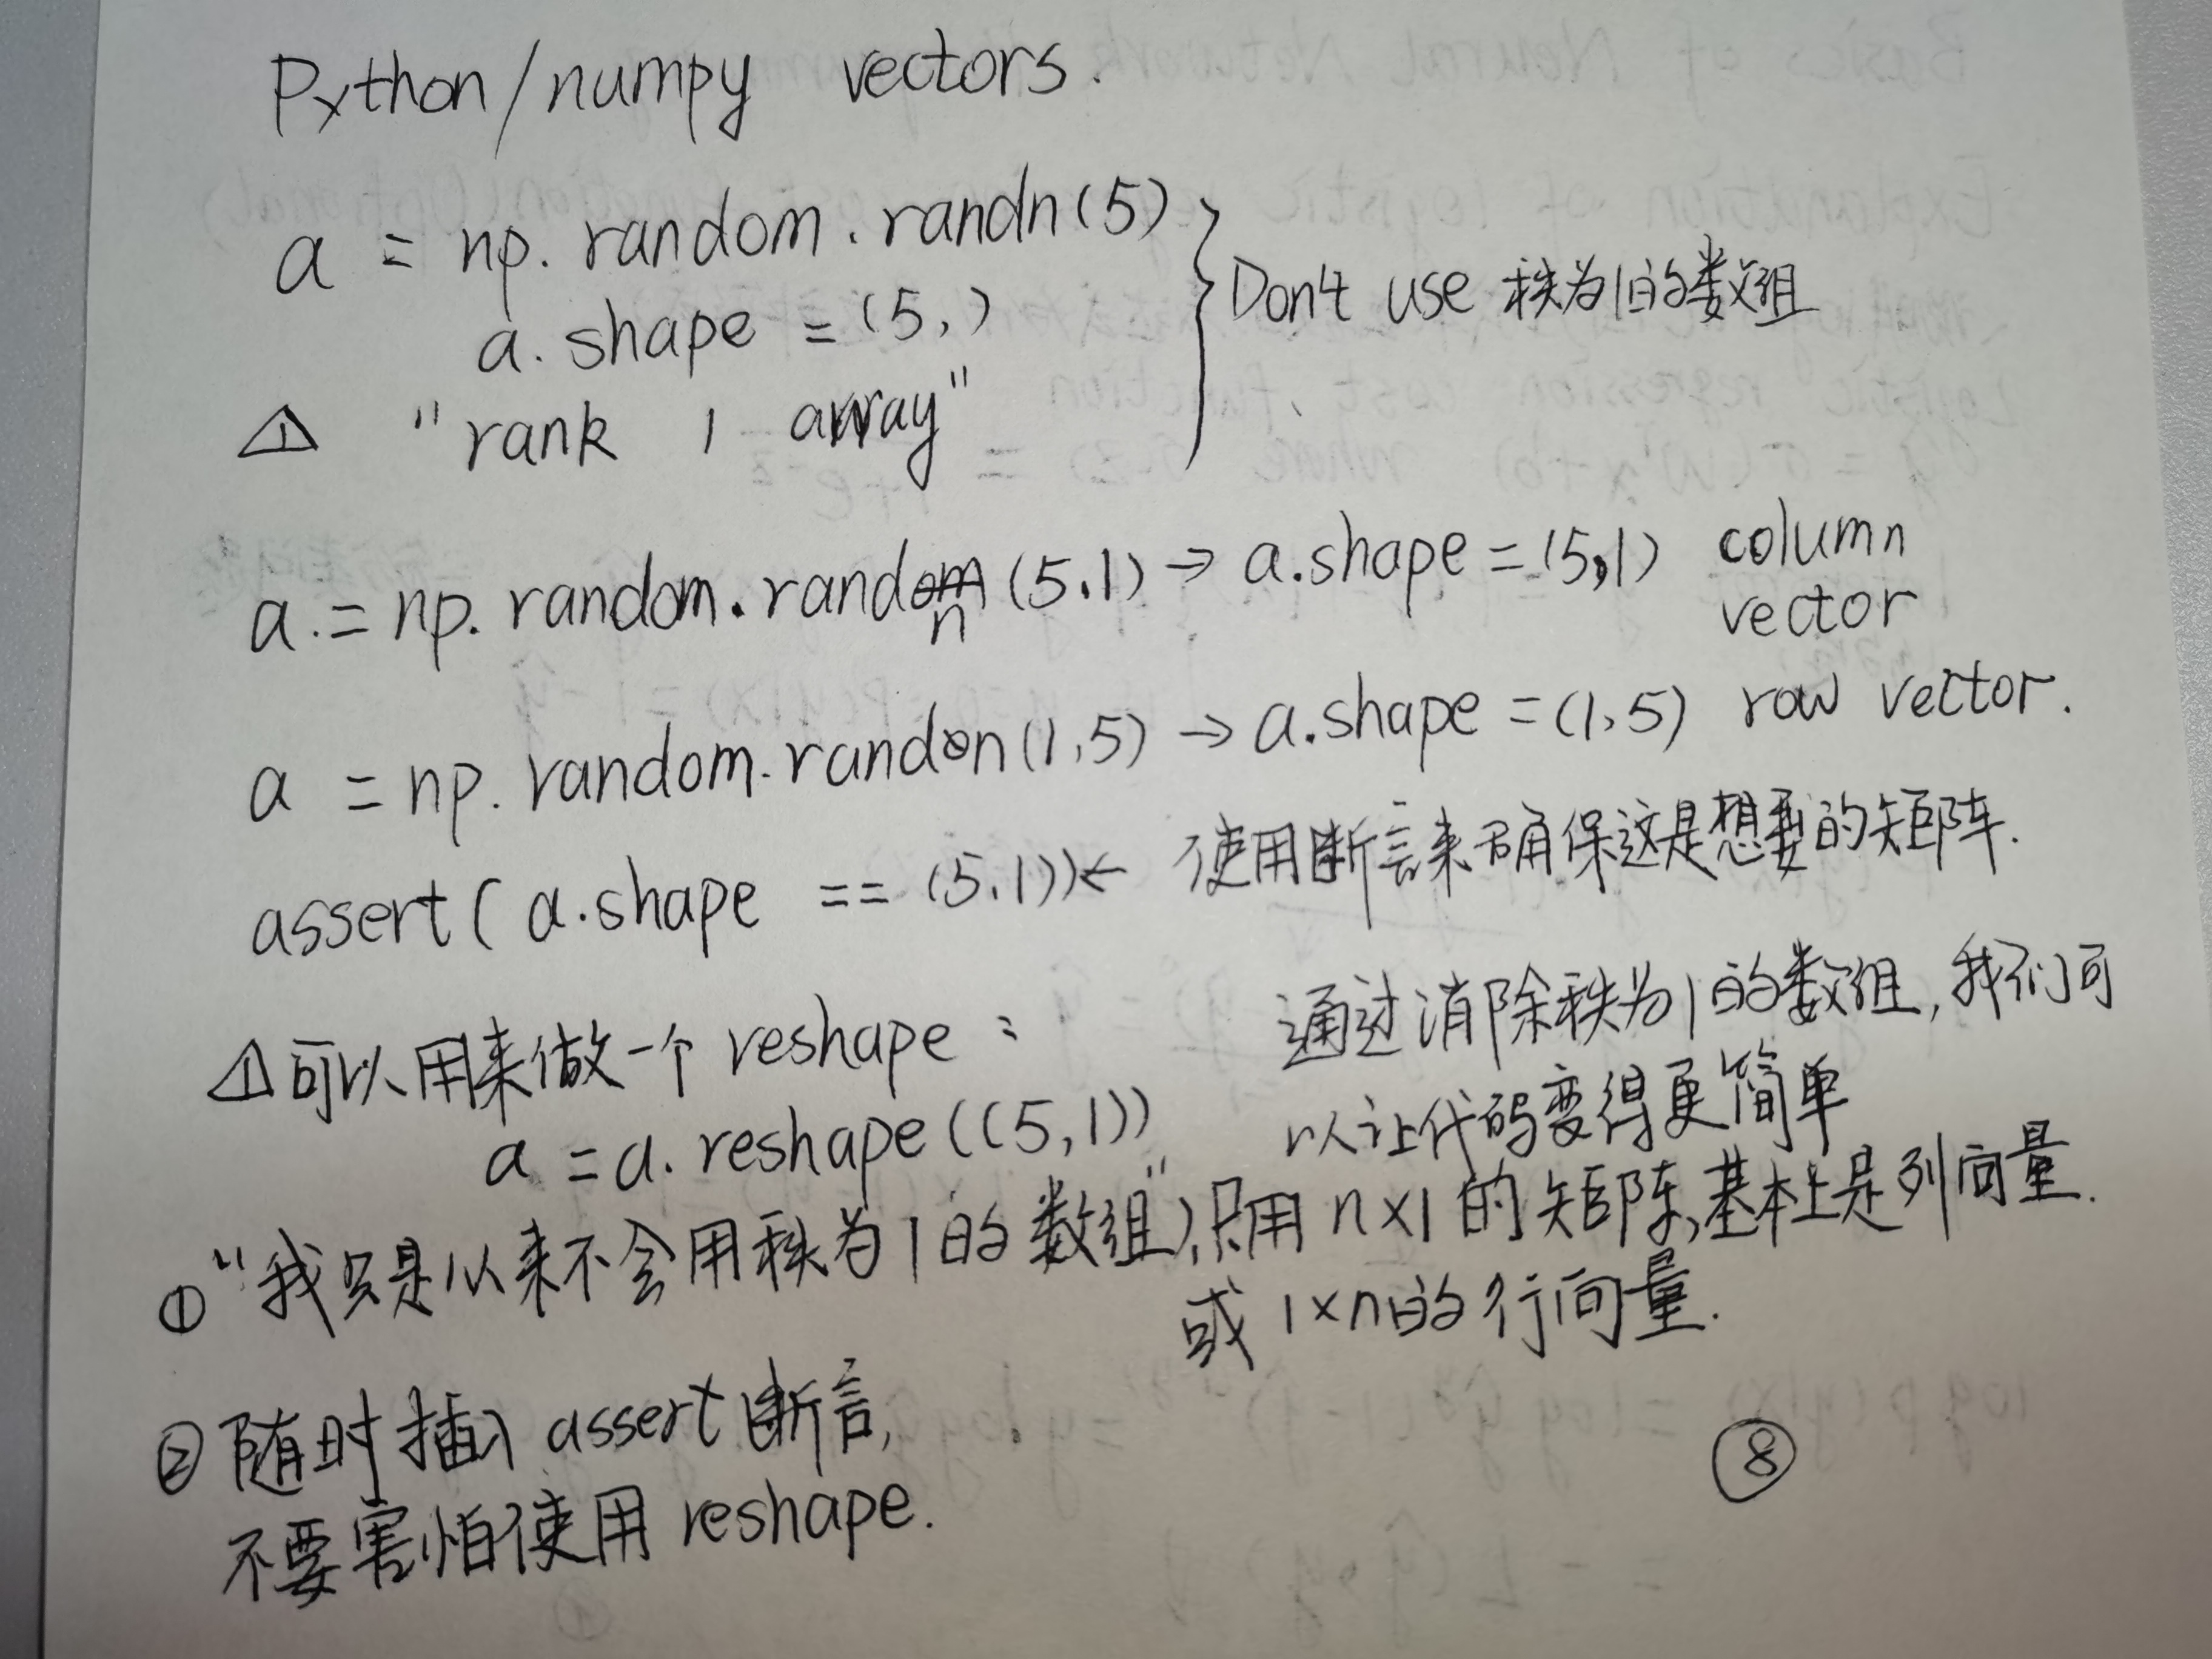 Python/numpy vectors.
a = np.random.randn(5)
a.shape = (5,)
Don't use 秩为1的数组
⚠ "rank 1 array"
a = np.random.randn(5,1) → a.shape = (5,1) column
vector
a = np.random.randn(1,5) → a.shape = (1,5) row vector.
assert(a.shape == (5,1)) ← 使用断言来确保这是想要的矩阵.
⚠可以用来做一个 reshape:
a = a.reshape((5,1))
通过消除秩为1的数组,我们可
以让代码变得更简单
①"我只是以来不会用秩为1的数组",只用 n×1 的矩阵,基本上是列向量.
或 1×n的行向量.
②随时插入 assert 断言,
不要害怕使用 reshape.
⑧